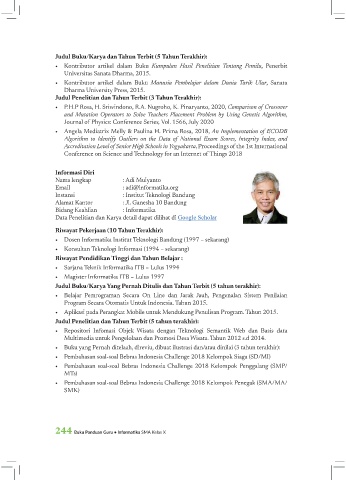 Judul Buku/Karya dan Tahun Terbit (5 Tahun Terakhir):
• Kontributor artikel dalam Buku Kumpulan Hasil Penelitian Tentang Pemilu, Penerbit
Universitas Sanata Dharma, 2015.
• Kontributor artikel dalam Buku Manusia Pembelajar dalam Dunia Tarik Ulur, Sanata
Dharma University Press, 2015.
Judul Penelitian dan Tahun Terbit (3 Tahun Terakhir):
• P.H.P Rosa, H. Sriwindono, R.A. Nugroho, K. Pinaryanto, 2020, Comparison of Crossover
and Mutation Operators to Solve Teachers Placement Problem by Using Genetic Algorithm,
Journal of Physics: Conference Series, Vol. 1566, July 2020
• Angela Mediatrix Melly & Paulina H. Prima Rosa, 2018, An Implementation of ECODB
Algorithm to Identify Outliers on the Data of National Exam Scores, Integrity Index, and
Accreditation Level of Senior High Schools in Yogyakarta, Proceedings of the 1st International
Conference on Science and Technology for an Internet of Things 2018
Informasi Diri
Nama lengkap : Adi Mulyanto
Email : adi@informatika.org
Instansi : Institut Teknologi Bandung
Alamat Kantor : Jl. Ganesha 10 Bandung
Bidang Keahlian : Informatika
Data Penelitian dan Karya detail dapat dilihat di Google Scholar
Riwayat Pekerjaan (10 Tahun Terakhir):
• Dosen Informatika Institut Teknologi Bandung (1997 – sekarang)
• Konsultan Teknologi Informasi (1994 – sekarang)
Riwayat Pendidikan Tinggi dan Tahun Belajar :
• Sarjana Teknik Informatika ITB – Lulus 1994
• Magister Informatika ITB – Lulus 1997
Judul Buku/Karya Yang Pernah Ditulis dan Tahun Terbit (5 tahun terakhir):
• Belajar Pemrograman Secara On Line dan Jarak Jauh, Pengenalan Sistem Penilaian
Program Secara Otomatis Untuk Indonesia. Tahun 2015.
• Aplikasi pada Perangkat Mobile untuk Mendukung Penulisan Program. Tahun 2015.
Judul Penelitian dan Tahun Terbit (5 tahun terakhir):
• Repositori Infomasi Objek Wisata dengan Teknologi Semantik Web dan Basis data
Multimedia untuk Pengelolaan dan Promosi Desa Wisata. Tahun 2012 s.d 2014.
• Buku yang Pernah ditelaah, direviu, dibuat ilustrasi dan/atau dinilai (5 tahun terakhir):
• Pembahasan soal-soal Bebras Indonesia Challenge 2018 Kelompok Siaga (SD/MI)
• Pembahasan soal-soal Bebras Indonesia Challenge 2018 Kelompok Penggalang (SMP/
MTs)
• Pembahasan soal-soal Bebras Indonesia Challenge 2018 Kelompok Penegak (SMA/MA/
SMK)
244 Buku Panduan Guru • Informatika SMA Kelas X